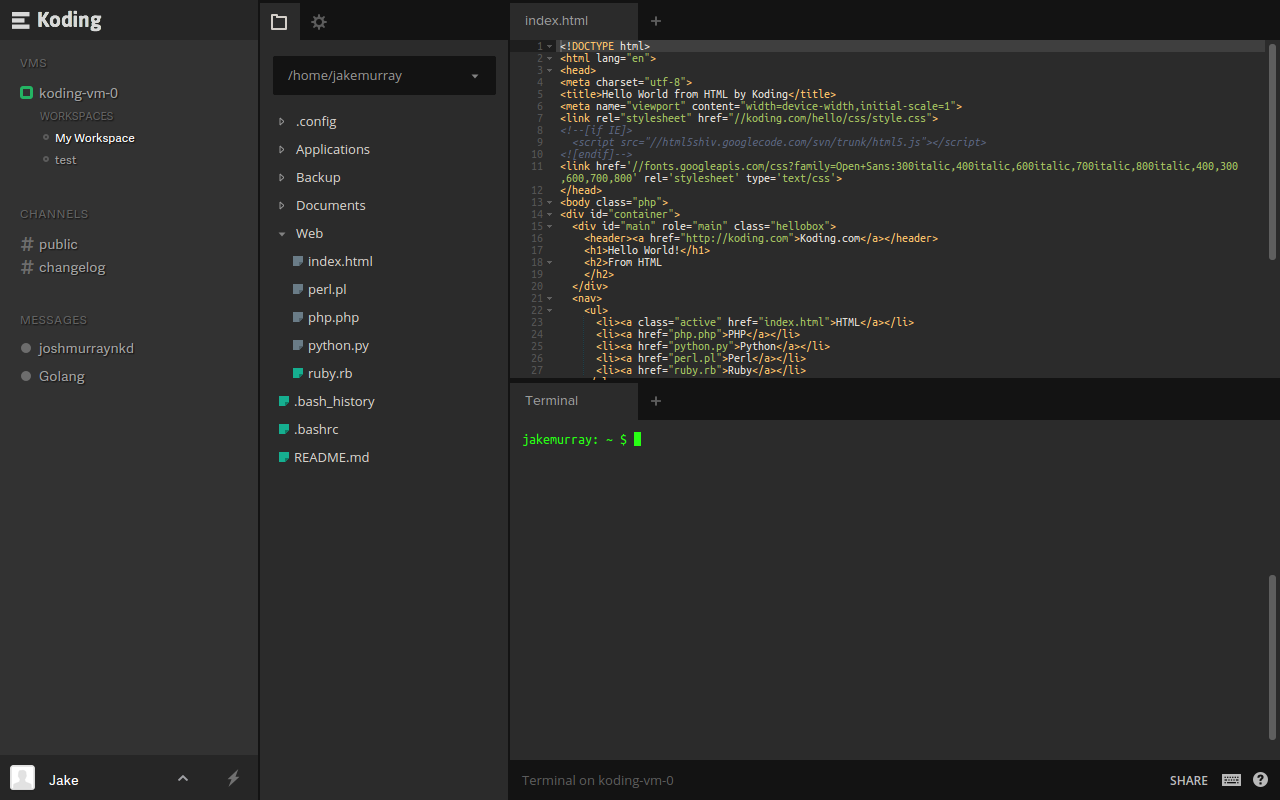 Koding
VMS
koding-vm-0
WORKSPACES
My Workspace
test
CHANNELS
# public
# changelog
MESSAGES
joshmurraynkd
Golang
Jake
/home/jakemurray
.config
Applications
Backup
Documents
Web
index.html
perl.pl
php.php
python.py
ruby.rb
.bash_history
.bashrc
README.md
index.html +
1 <!DOCTYPE html>
2 <html lang="en">
3 <head>
4 <meta charset="utf-8">
5 <title>Hello World from HTML by Koding</title>
6 <meta name="viewport" content="width=device-width,initial-scale=1">
7 <link rel="stylesheet" href="//koding.com/hello/css/style.css">
8 <!--[if IE]>
9 <script src="//html5shiv.googlecode.com/svn/trunk/html5.js"></script>
10 <![endif]-->
11 <link href='//fonts.googleapis.com/css?family=Open+Sans:300italic,400italic,600italic,700italic,800italic,400,300
,600,700,800' rel='stylesheet' type='text/css'>
12 </head>
13 <body class="php">
14 <div id="container">
15 <div id="main" role="main" class="hellobox">
16 <header><a href="http://koding.com">Koding.com</a></header>
17 <h1>Hello World!</h1>
18 <h2>From HTML
19 </h2>
20 </div>
21 <nav>
22 <ul>
23 <li><a class="active" href="index.html">HTML</a></li>
24 <li><a href="php.php">PHP</a></li>
25 <li><a href="python.py">Python</a></li>
26 <li><a href="perl.pl">Perl</a></li>
27 <li><a href="ruby.rb">Ruby</a></li>
Terminal +
jakemurray: ~ $
Terminal on koding-vm-0
SHARE
?